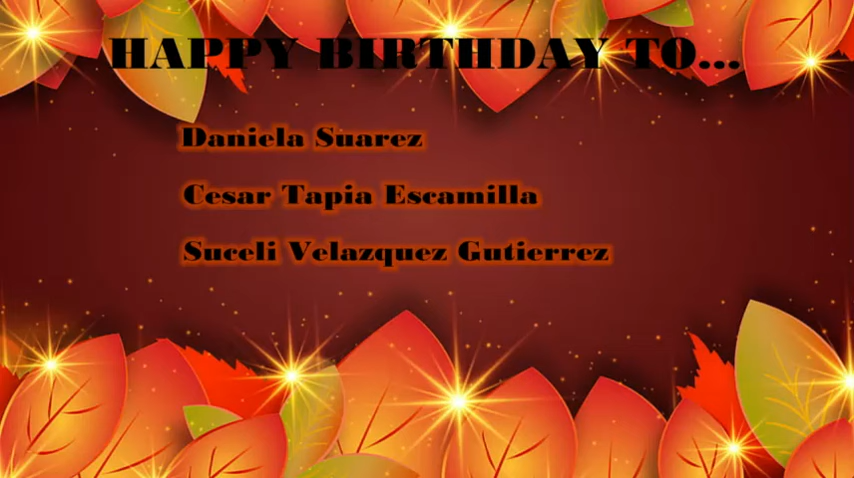 HAPPY BIRTHDAY TO...
Daniela Suarez
Cesar Tapia Escamilla
Suceli Velazquez Gutierrez